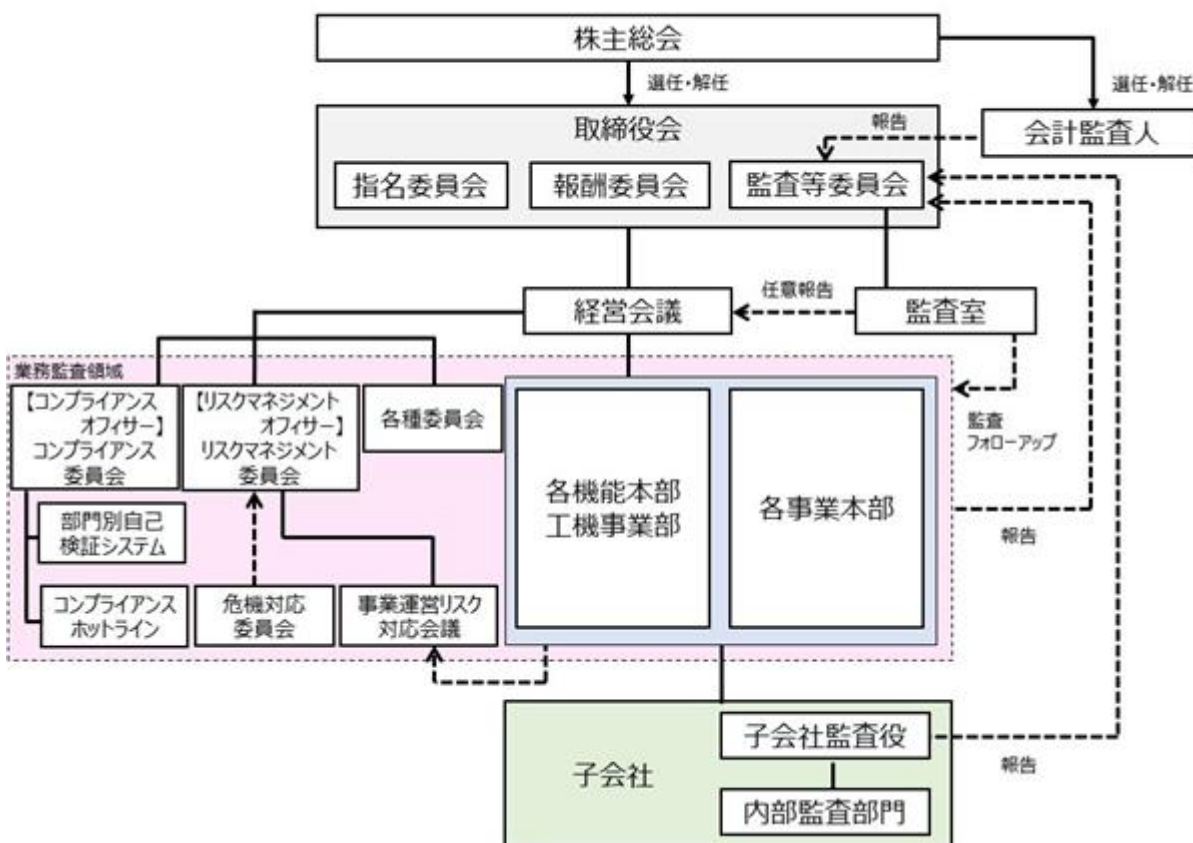 株主総会
選任・解任
選任・解任
取締役会
報告
会計監査人
指名委員会
報酬委員会
監査等委員会
経営会議
任意報告
監査室
業務監査領域
【コンプライアンス
オフィサー】
コンプライアンス
委員会
【リスクマネジメント
オフィサー】
リスクマネジメント
委員会
各種委員会
監査
フォローアップ
各機能本部
工機事業部
各事業本部
部門別自己
検証システム
報告
コンプライアンス
ホットライン
危機対応
委員会
事業運営リスク
対応会議
子会社
子会社監査役
報告
内部監査部門